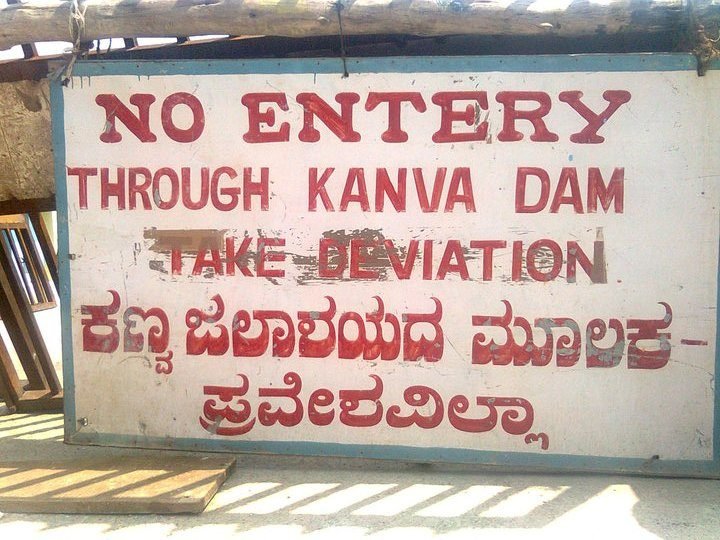 NO ENTERY
THROUGH KANVA DAM
TAKE DEVIATION
ಕಣ್ವ ಜಲಾಶಯದ ಮೂಲಕ-
ಪ್ರವೇಶವಿಲ್ಲಾ